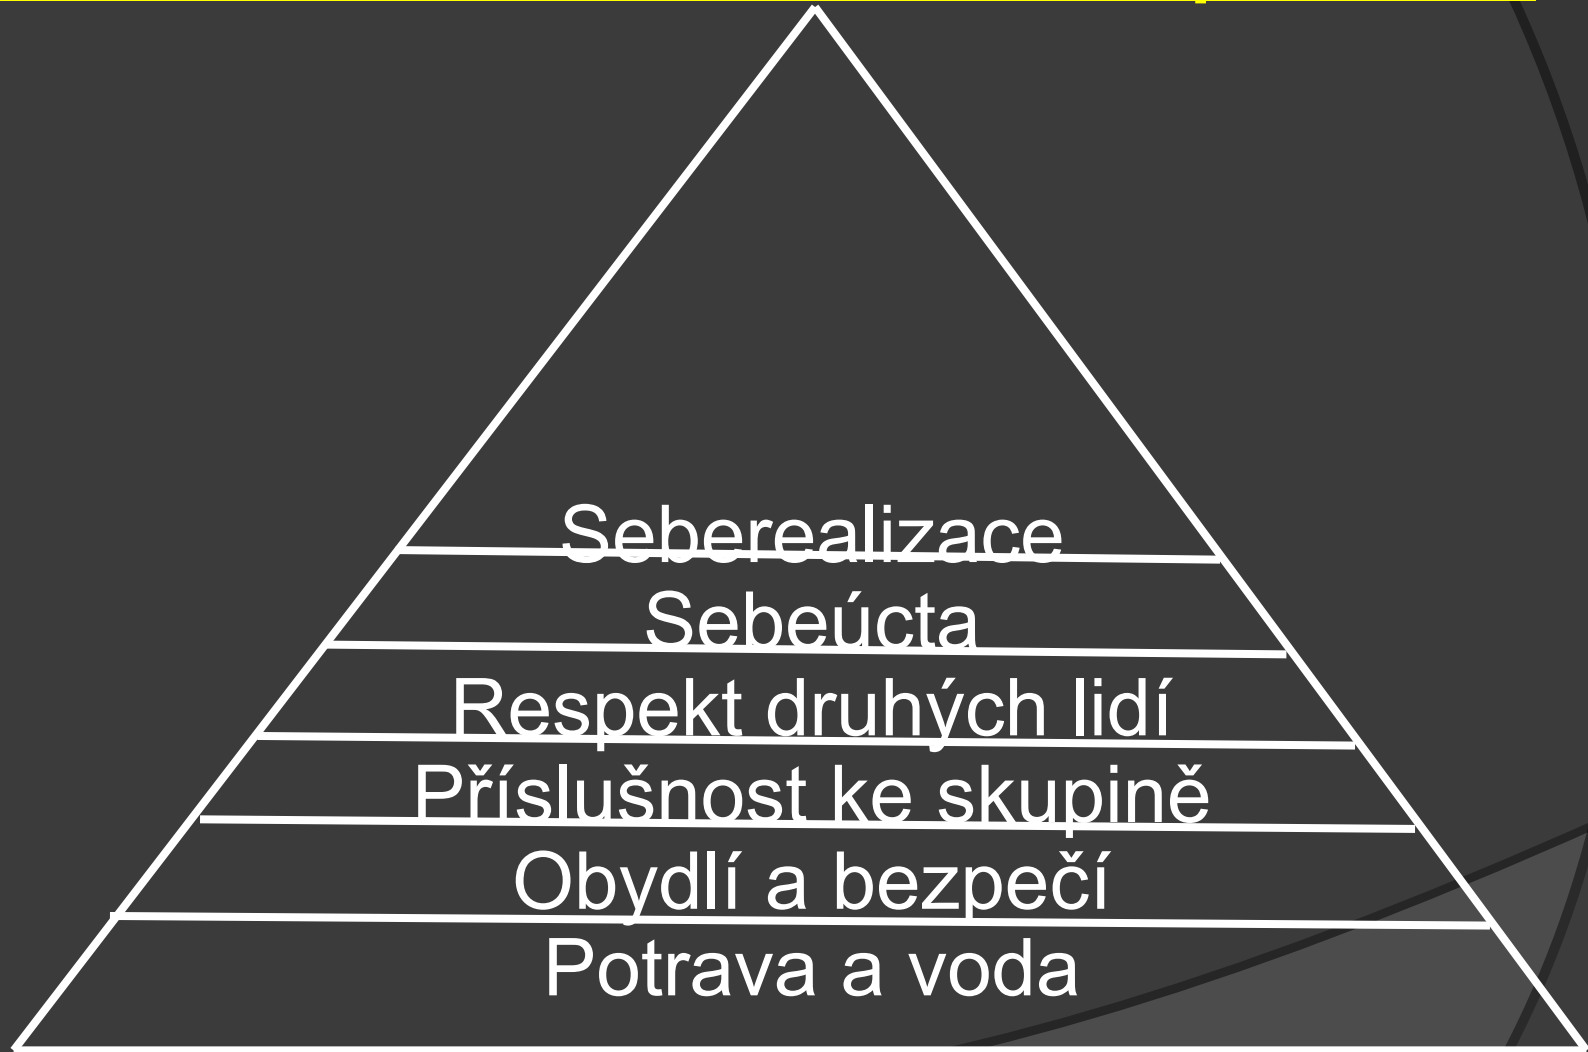 Seberealizace
Sebeúcta
Respekt druhých lidí
Příslušnost ke skupině
Obydlí a bezpečí
Potrava a voda